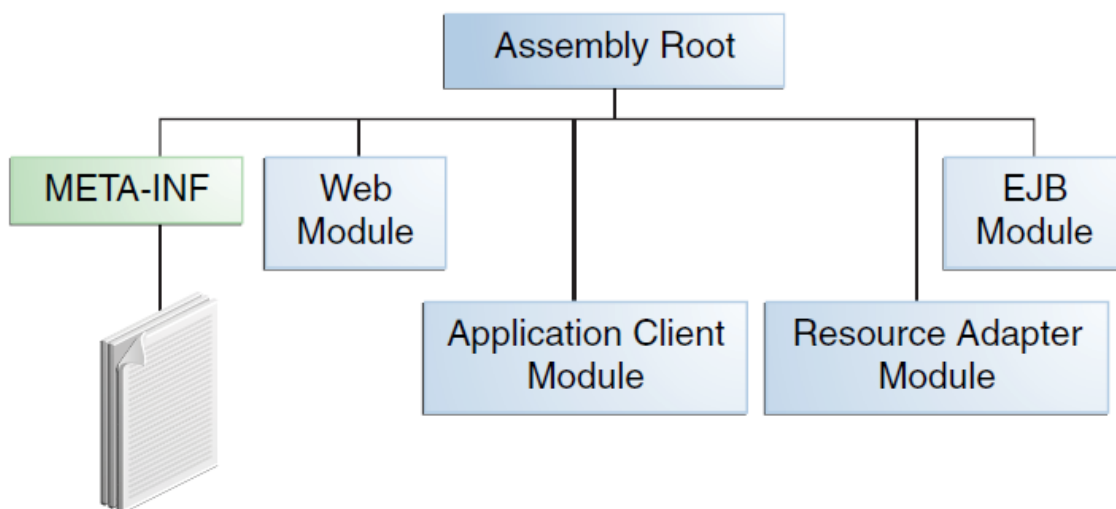 Assembly Root
META-INF
Web
Module
EJB
Module
Application Client
Module
Resource Adapter
Module